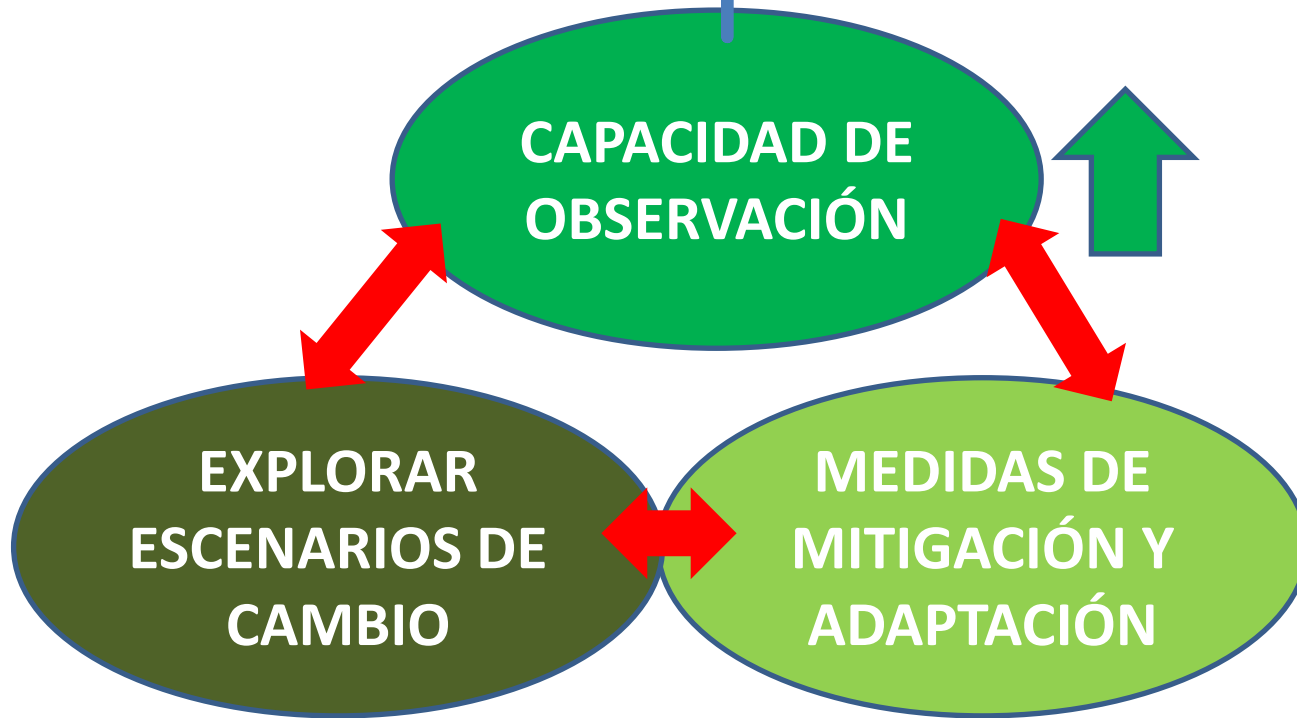 CAPACIDAD DE
OBSERVACIÓN
EXPLORAR
ESCENARIOS DE
CAMBIO
MEDIDAS DE
MITIGACIÓN Y
ADAPTACIÓN